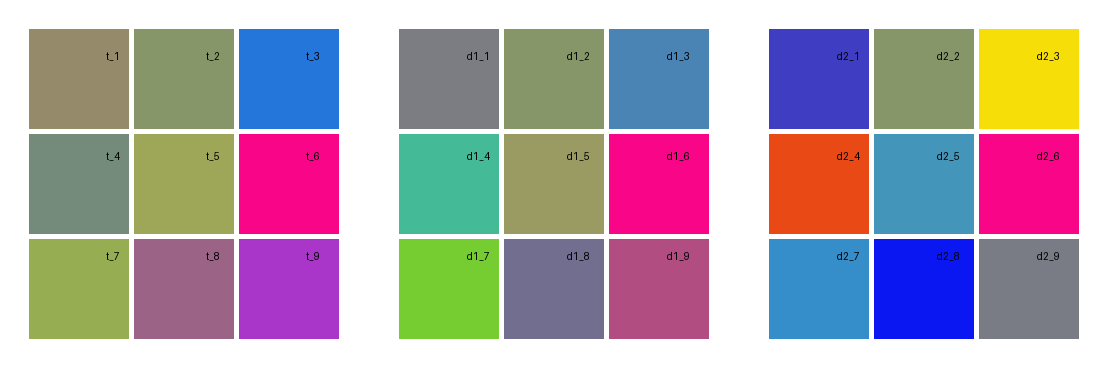 t_1 t_2 t_3 d1_1 d1_2 d1_3 d2_1 d2_2 d2_3
t_4 t_5 t_6 d1_4 d1_5 d1_6 d2_4 d2_5 d2_6
t_7 t_8 t_9 d1_7 d1_8 d1_9 d2_7 d2_8 d2_9